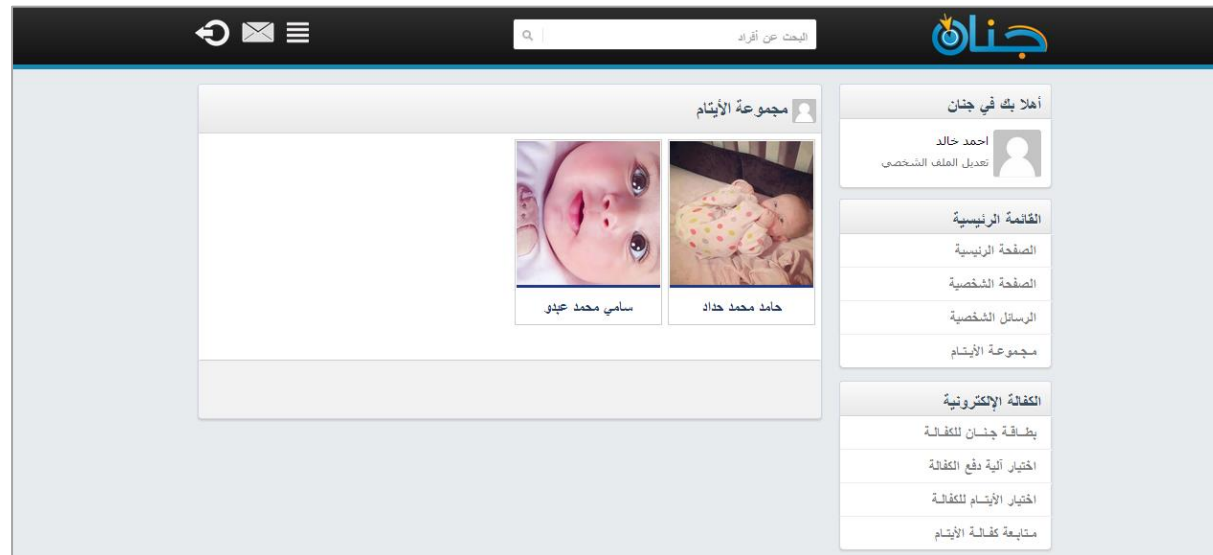 جنان
البحث عن أفراد
أهلا بك في جنان
احمد خالد
تعديل الملف الشخصي
القائمة الرئيسية
الصفحة الرئيسية
الصفحة الشخصية
الرسائل الشخصية
مجموعة الأيتام
الكفالة الإلكترونية
بطاقة جنان للكفالة
اختيار آلية دفع الكفالة
اختيار الأيتام للكفالة
متابعة كفالة الأيتام
مجموعة الأيتام
حامد محمد حداد
سامي محمد عبدو